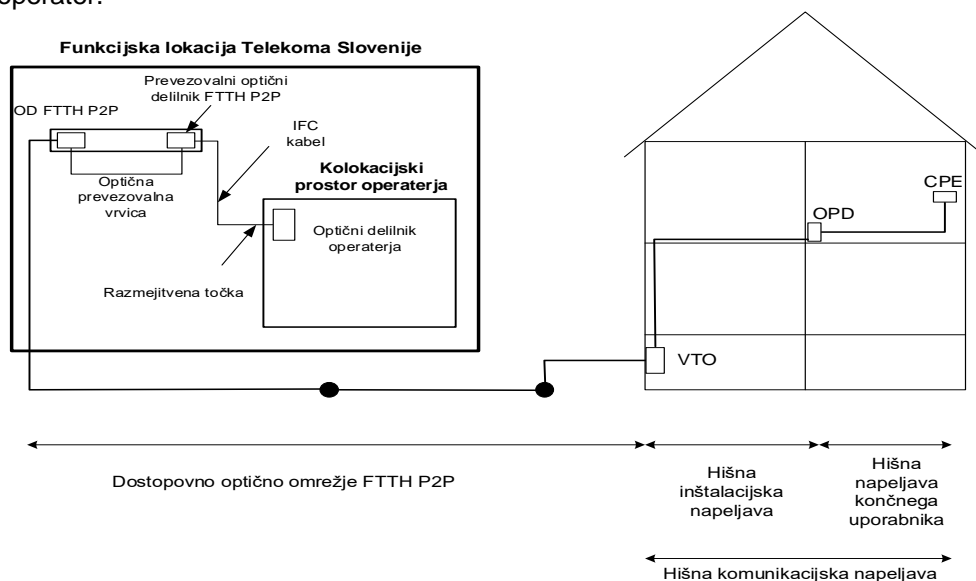 operater.
Funkcijska lokacija Telekoma Slovenije
Prevezovalni optični
delilnik FTTH P2P
OD FTTH P2P
IFC
kabel
Optična
prevezovalna
vrvica
Kolokacijski
prostor operaterja
Optični delilnik
operaterja
Razmejitvena točka
CPE
OPD
VTO
Dostopovno optično omrežje FTTH P2P
Hišna
inštalacijska
napeljava
Hišna
napeljava
končnega
uporabnika
Hišna komunikacijska napeljava